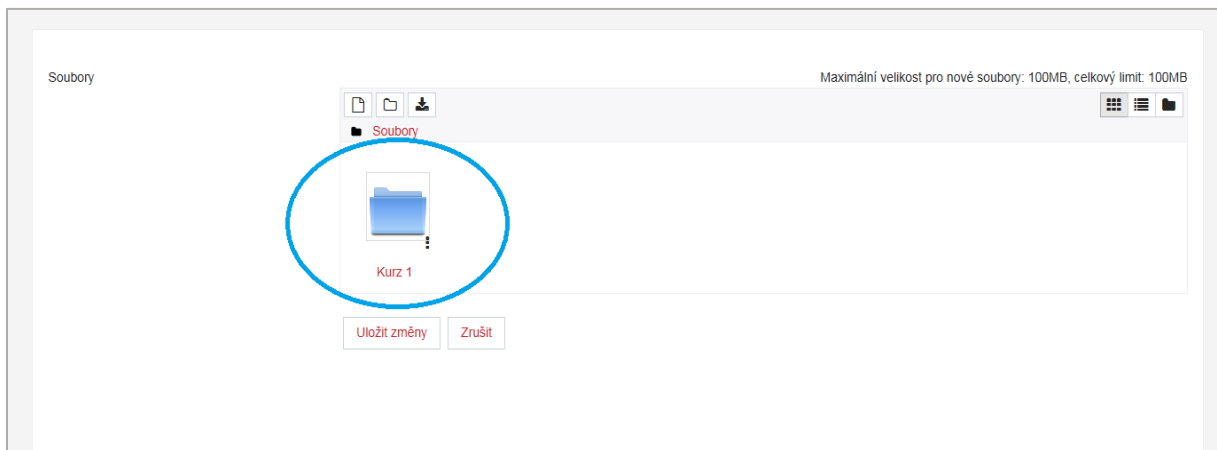 Soubory
Maximální velikost pro nové soubory: 100MB, celkový limit: 100MB
Soubory
Kurz 1
Uložit změny
Zrušit